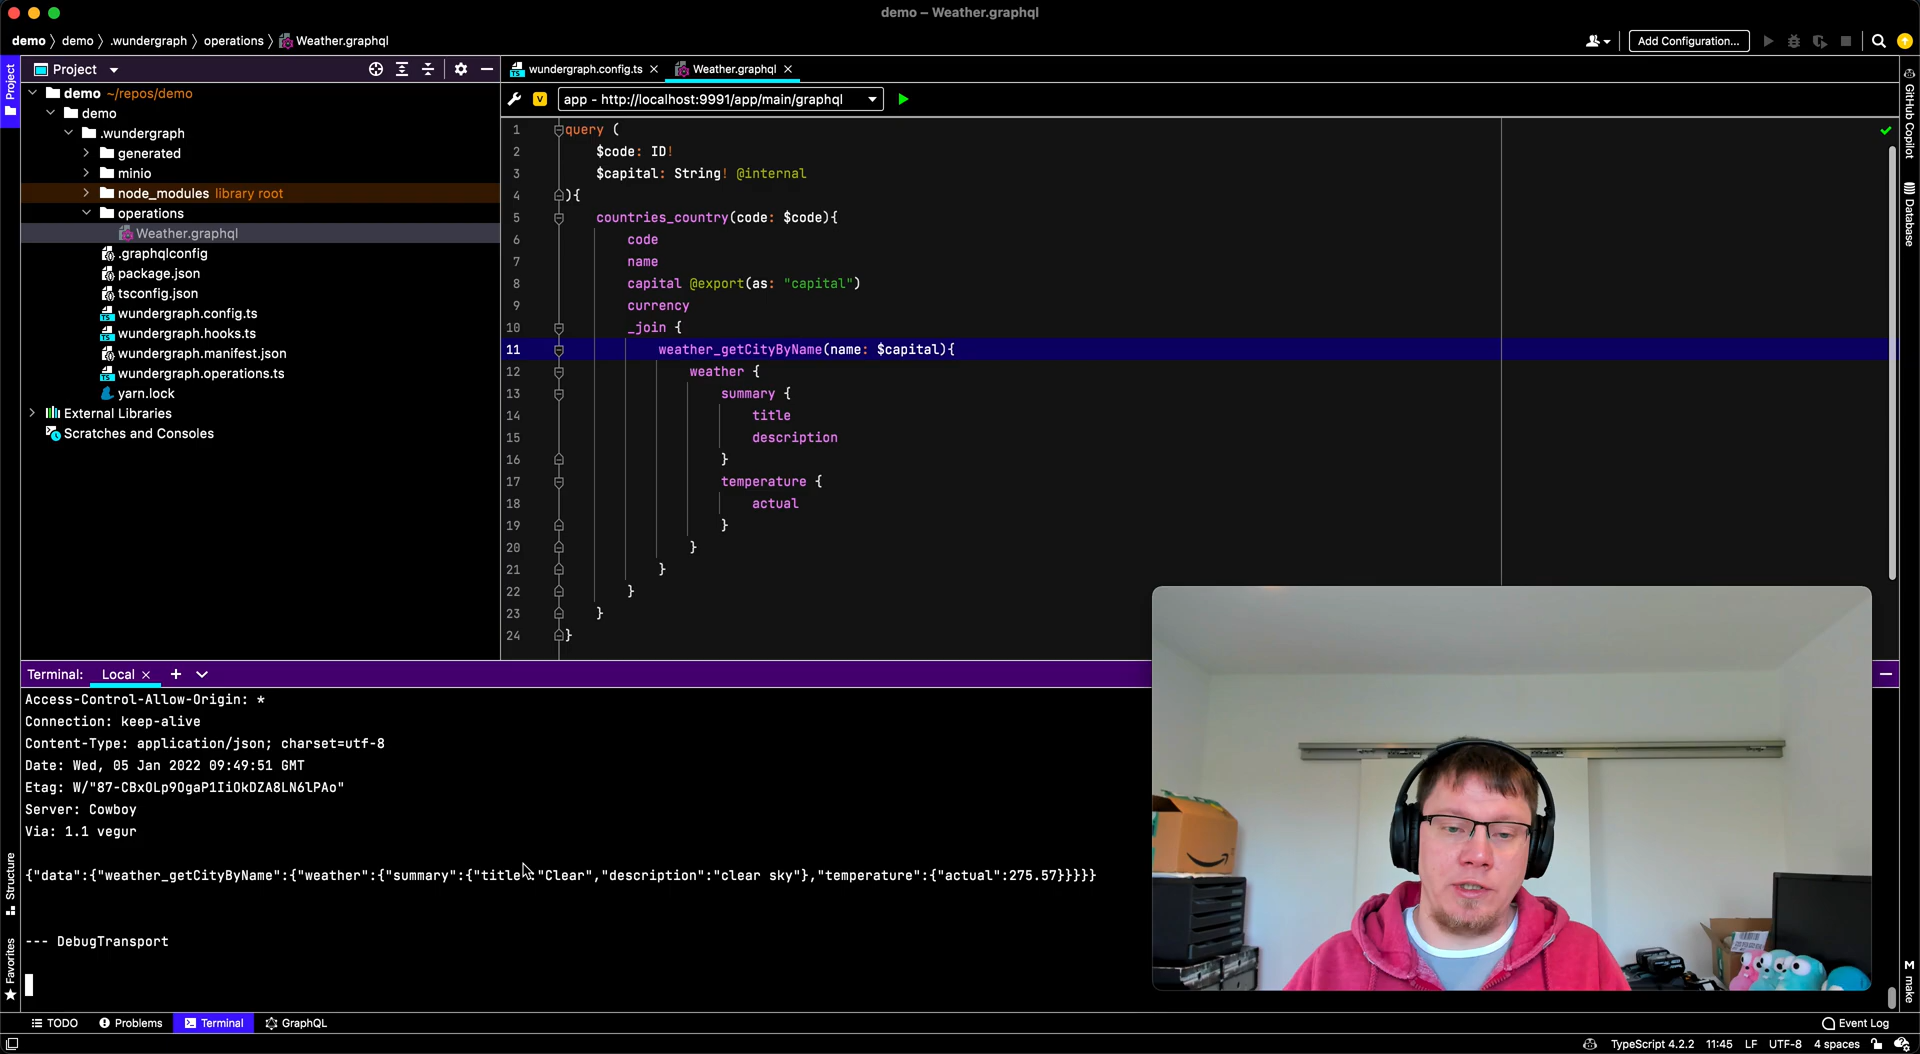 demo – Weather.graphql
demo 〉 demo 〉 .wundergraph 〉 operations 〉 Weather.graphql
Add Configuration...
Project
wundergraph.config.ts
Weather.graphql
app - http://localhost:9991/app/main/graphql
demo ~/repos/demo
demo
.wundergraph
generated
minio
node_modules library root
operations
Weather.graphql
.graphqlconfig
package.json
tsconfig.json
wundergraph.config.ts
wundergraph.hooks.ts
wundergraph.manifest.json
wundergraph.operations.ts
yarn.lock
External Libraries
Scratches and Consoles
1 query (
2 $code: ID!
3 $capital: String! @internal
4 ){
5 countries_country(code: $code){
6 code
7 name
8 capital @export(as: "capital")
9 currency
10 _join {
11 weather_getCityByName(name: $capital){
12 weather {
13 summary {
14 title
15 description
16 }
17 temperature {
18 actual
19 }
20 }
21 }
22 }
23 }
24 }
Project
Structure
Favorites
GitHub Copilot
Database
make
Terminal: Local
Access-Control-Allow-Origin: *
Connection: keep-alive
Content-Type: application/json; charset=utf-8
Date: Wed, 05 Jan 2022 09:49:51 GMT
Server: Cowboy
Via: 1.1 vegur
{"data":{"weather_getCityByName":{"weather":{"summary":{"title":"Clear","description":"clear sky"},"temperature":{"actual":275.57}}}}}
--- DebugTransport
TODO Problems Terminal GraphQL Event Log
TypeScript 4.2.2 11:45 LF UTF-8 4 spaces